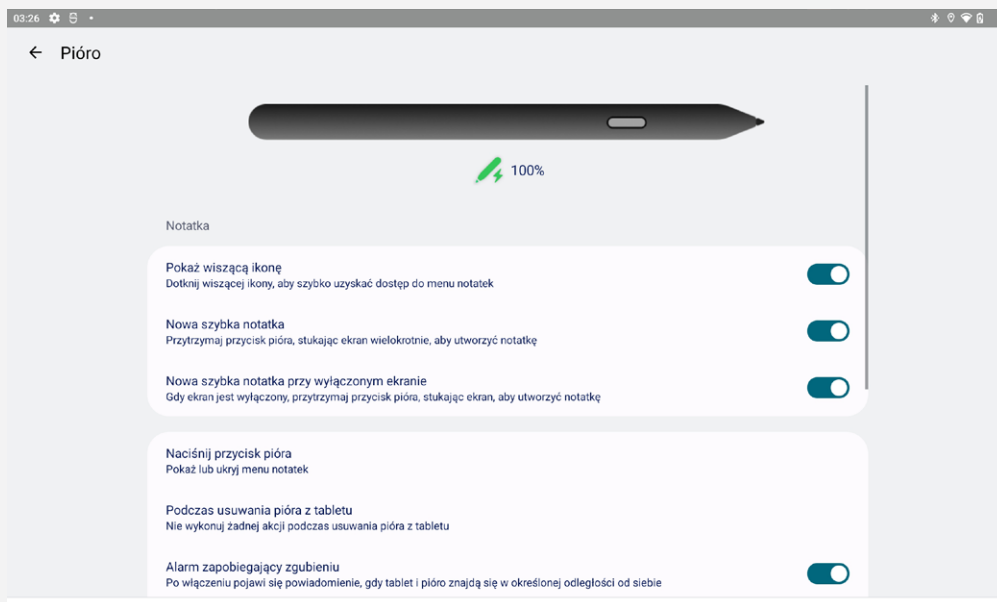 03:26
Pióro
100%
Notatka
Pokaż wiszącą ikonę
Dotknij wiszącej ikony, aby szybko uzyskać dostęp do menu notatek
Nowa szybka notatka
Przytrzymaj przycisk pióra, stukając ekran wielokrotnie, aby utworzyć notatkę
Nowa szybka notatka przy wyłączonym ekranie
Gdy ekran jest wyłączony, przytrzymaj przycisk pióra, stukając ekran, aby utworzyć notatkę
Naciśnij przycisk pióra
Pokaż lub ukryj menu notatek
Podczas usuwania pióra z tabletu
Nie wykonuj żadnej akcji podczas usuwania pióra z tabletu
Alarm zapobiegający zgubieniu
Po włączeniu pojawi się powiadomienie, gdy tablet i pióro znajdą się w określonej odległości od siebie